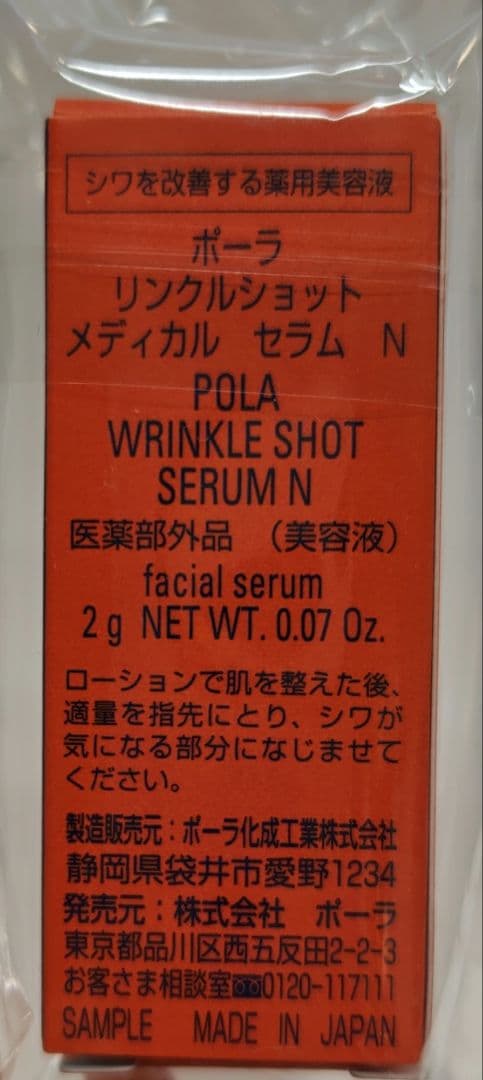 シワを改善する薬用美容液
ポーラ
リンクルショット
メディカル　セラム　N
POLA
WRINKLE SHOT
SERUM N
医薬部外品　（美容液）
facial serum
2 g  NET WT. 0.07 Oz.
ローションで肌を整えた後、
適量を指先にとり、シワが
気になる部分になじませて
ください。
製造販売元：ポーラ化成工業株式会社
静岡県袋井市愛野1234
発売元：株式会社　ポーラ
東京都品川区西五反田2-2-3
お客さま相談室 0120-117111
SAMPLE　MADE IN JAPAN